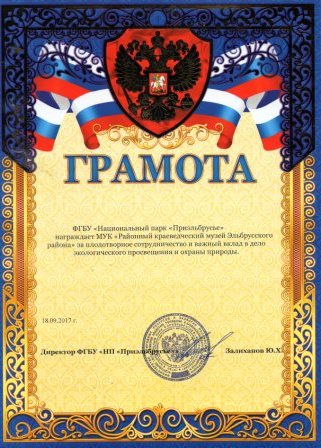 ГРАМОТА
ФГБУ «Национальный парк «Приэльбрусье»
награждает МУК «Районный краеведческий музей Эльбрусского
района» за плодотворное сотрудничество и важный вклад в дело
экологического просвещения и охраны природы.
18.09.2017 г.
Директор ФГБУ «НП «Приэльбрусье» Залиханов Ю.Х.